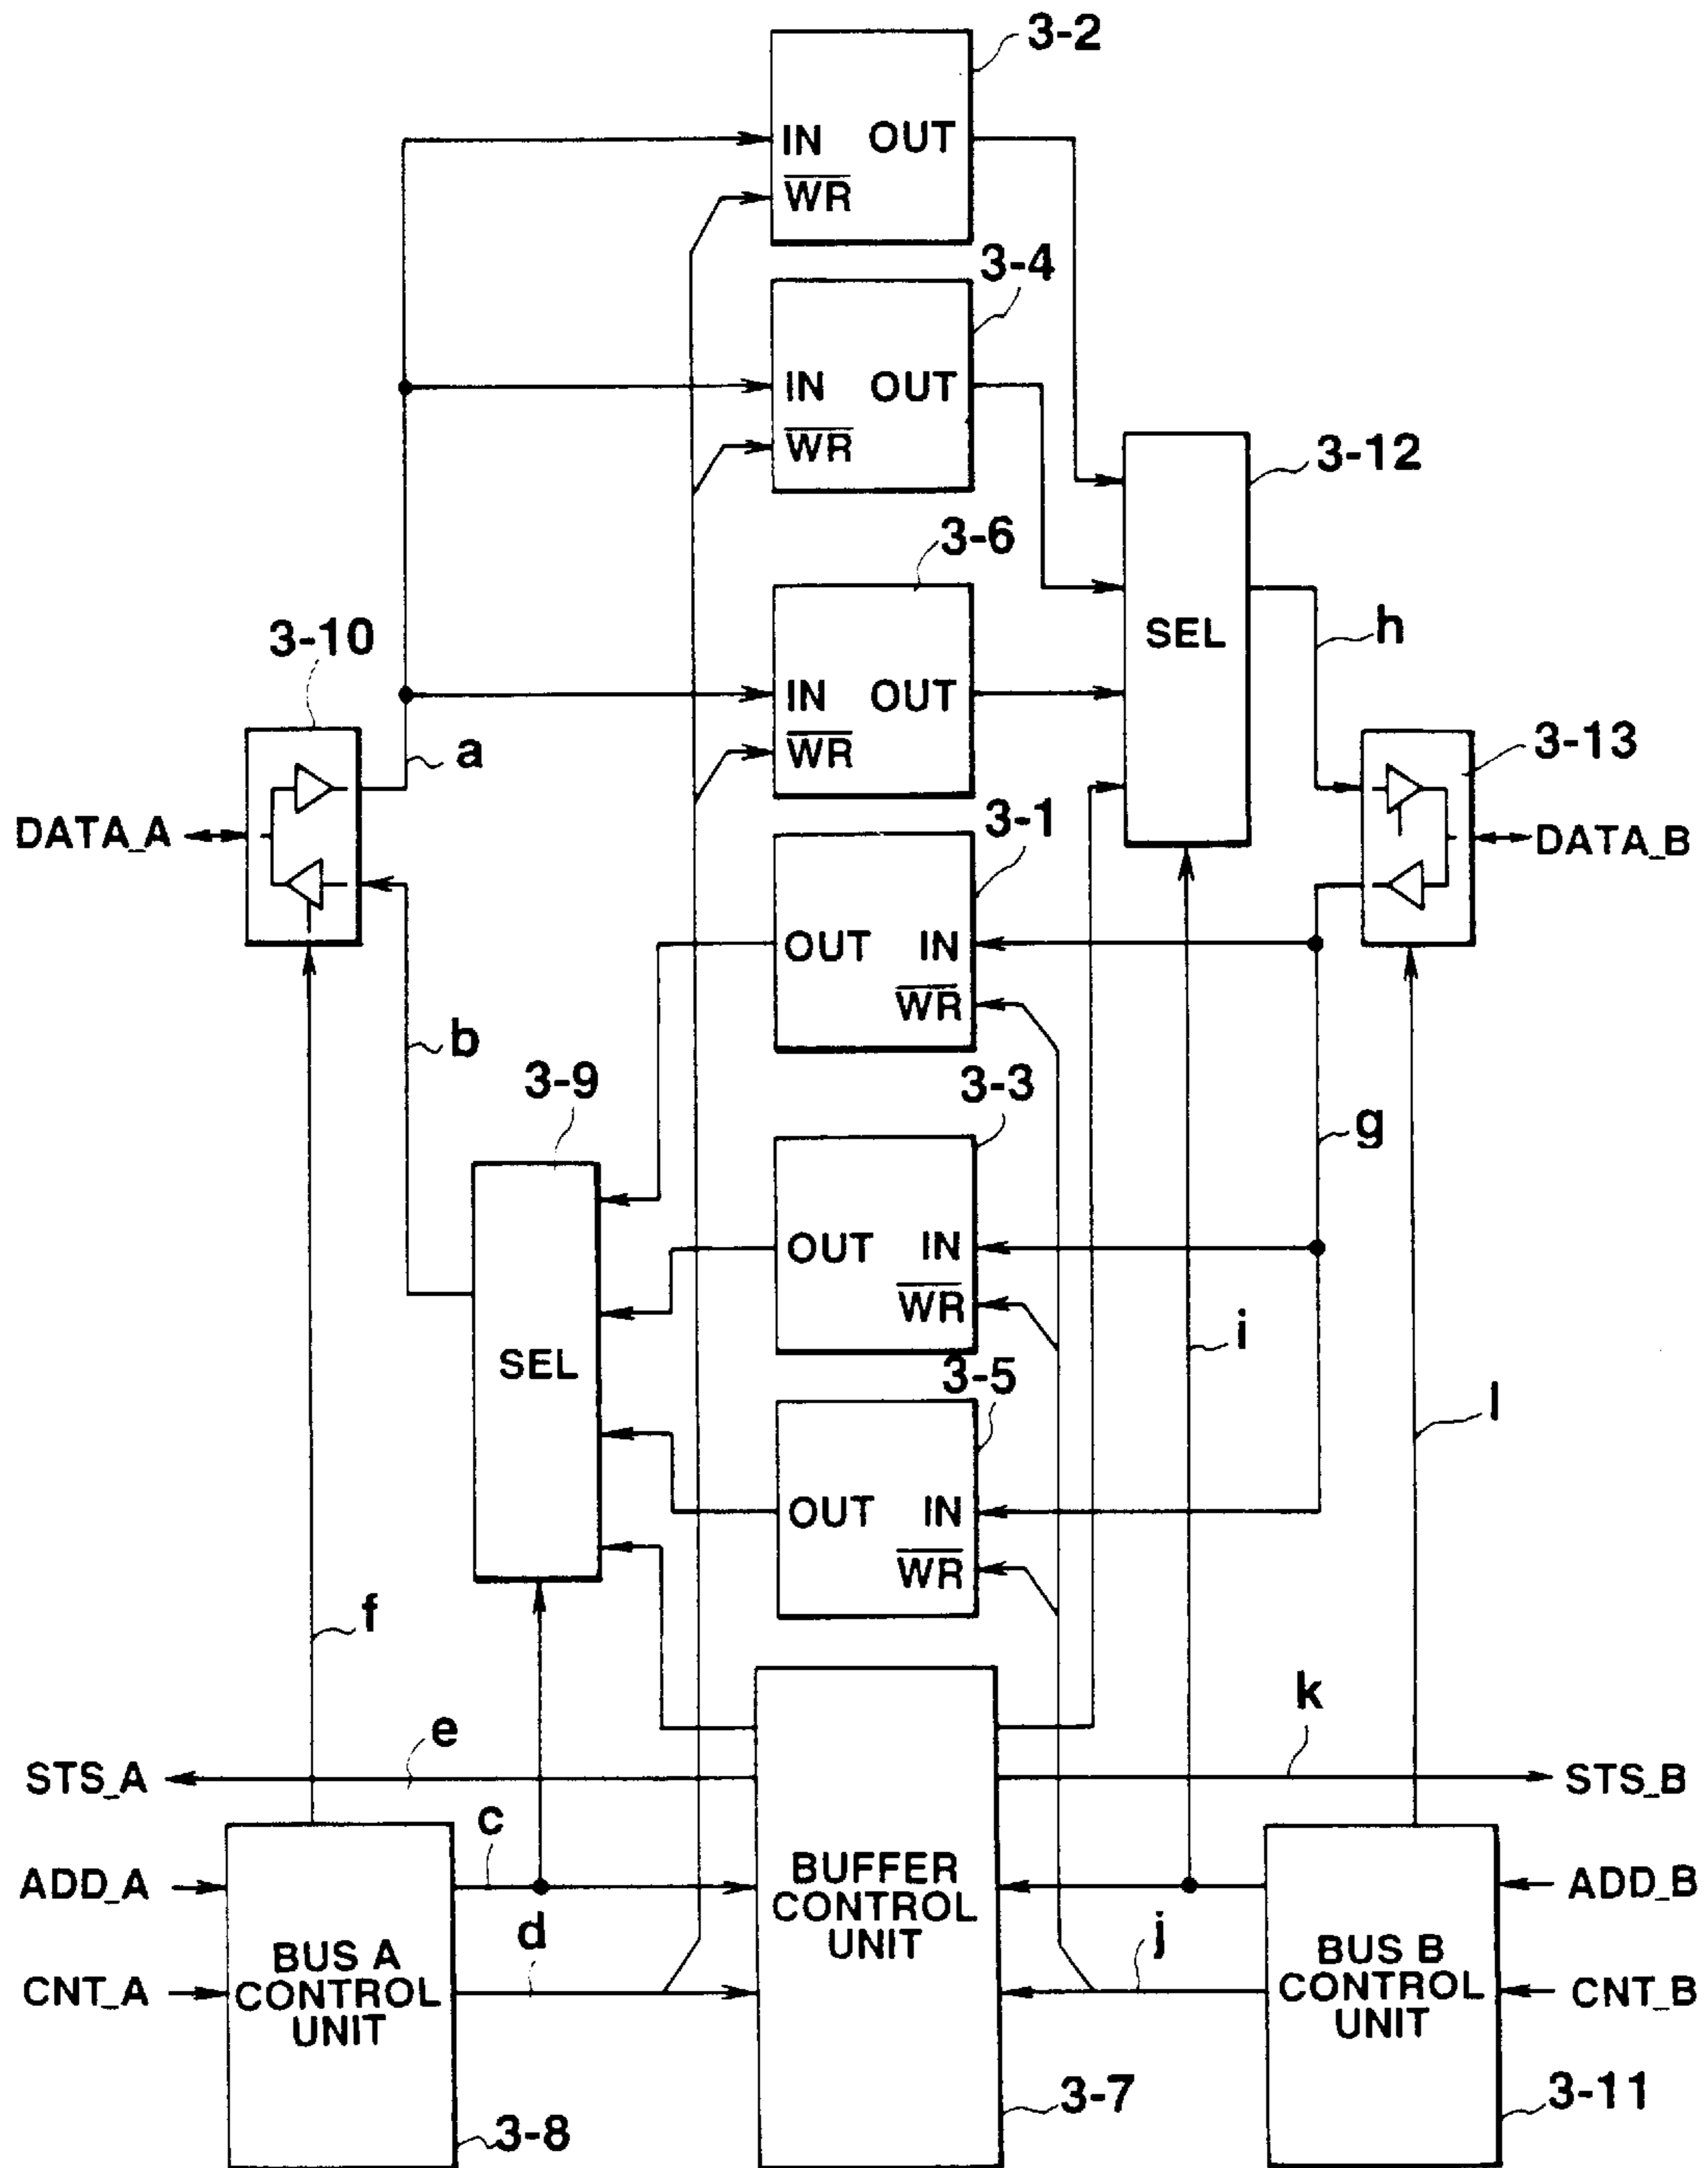 3-2
IN OUT
WR
3-4
IN OUT
WR
3-12
3-6
SEL
h
3-10
IN OUT
WR
a
3-13
DATA_A
3-1
DATA_B
OUT IN
WR
b
3-9
3-3
g
OUT IN
WR
SEL
i
3-5
l
OUT IN
WR
f
k
e
STS_A
STS_B
c
ADD_A
BUFFER
CONTROL
UNIT
ADD_B
d
j
BUS A
CONTROL
UNIT
BUS B
CONTROL
UNIT
CNT_A
CNT_B
3-7
3-11
3-8